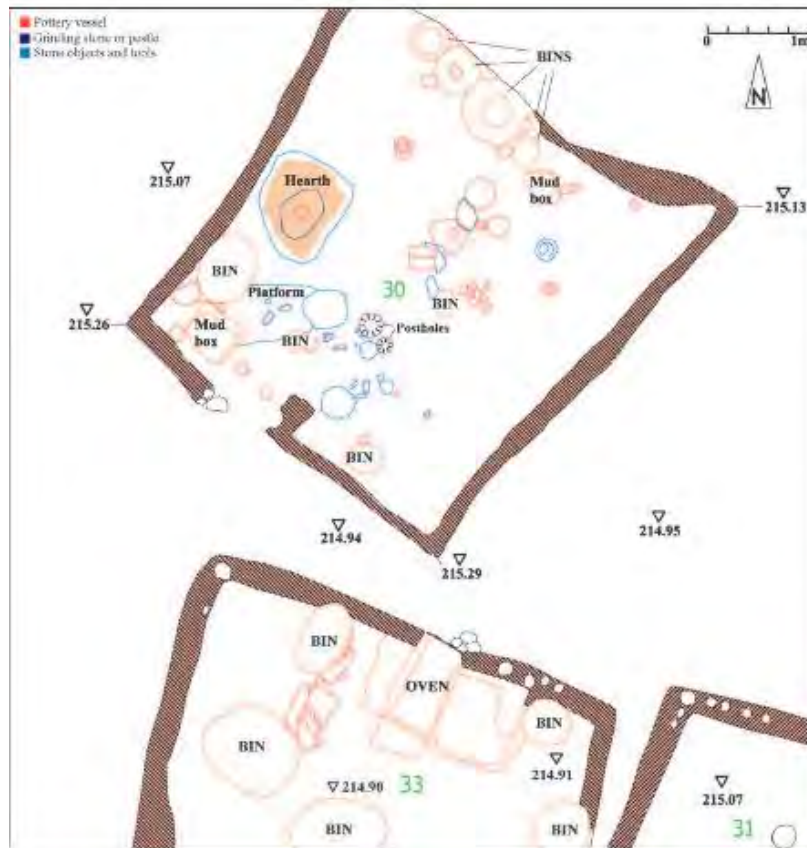 Pottery vessel
Grinding stone or pestle
Stone objects and tools
0 1m
N
BINS
215.07
Hearth
Mud
box
215.13
BIN
Platform
30
BIN
215.26
Mud
box
BIN
Postholes
BIN
214.94
214.95
215.29
BIN
OVEN
BIN
BIN
214.91
214.90
33
215.07
BIN
BIN
31